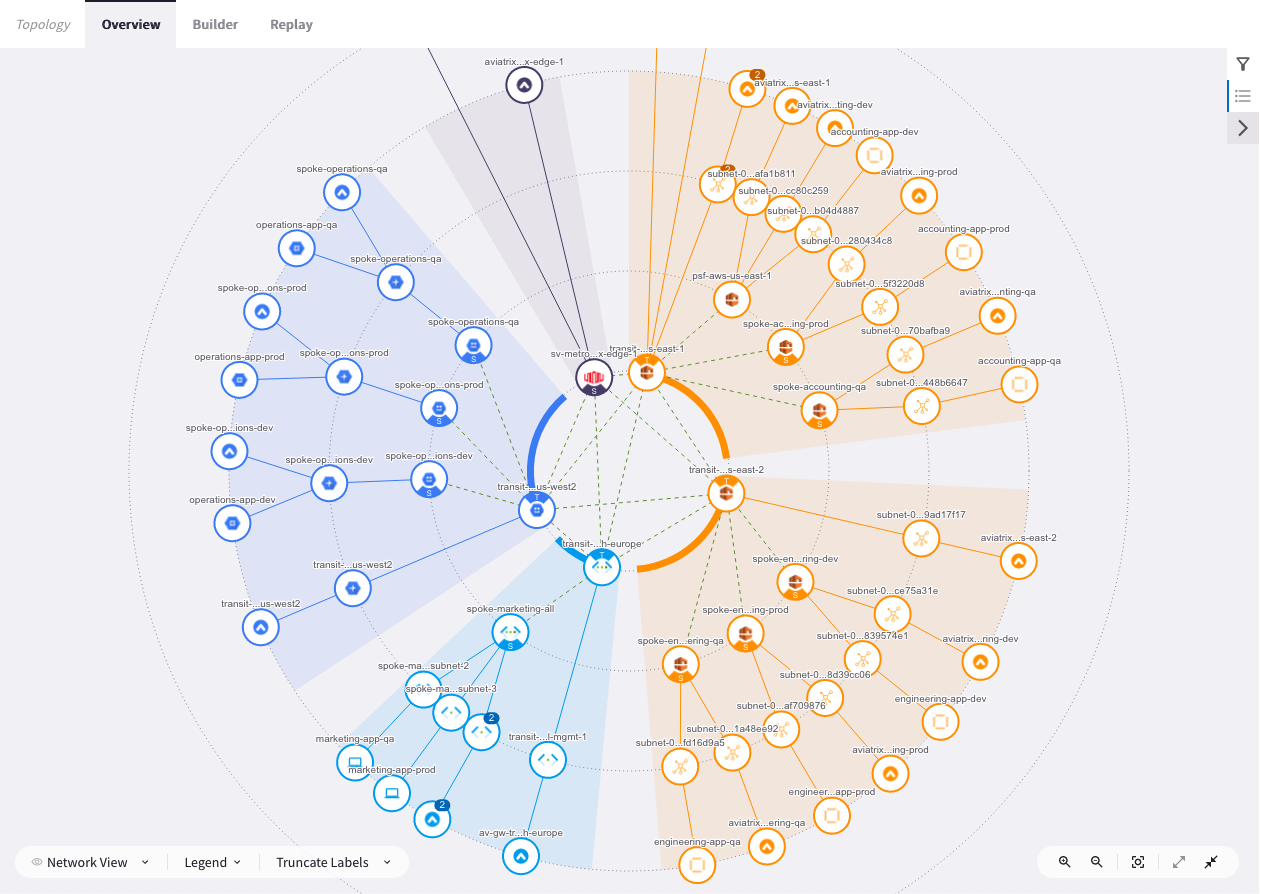 Topology
Overview
Builder
Replay
aviatrix...x-edge-1
2
aviatrix...s-east-1
aviatrix...ting-dev
accounting-app-dev
aviatrix...ing-prod
accounting-app-prod
aviatrix...nting-qa
accounting-app-qa
2
subnet-0...afa1b811
subnet-0...cc80c259
subnet-0...b04d4887
subnet-0...280434c8
subnet-0...5f3220d8
subnet-0...70bafba9
subnet-0...448b6647
psf-aws-us-east-1
spoke-ac...ing-prod
S
spoke-accounting-qa
S
spoke-operations-qa
operations-app-qa
spoke-operations-qa
spoke-op...ons-prod
spoke-operations-qa
S
operations-app-prod
spoke-op...ons-prod
spoke-op...ons-prod
S
spoke-op...ions-dev
spoke-op...ions-dev
spoke-op...ions-dev
S
operations-app-dev
transit-...us-west2
transit-...us-west2
sv-metro...x-edge-1
S
transit-...s-east-1
T
transit-...s-east-2
T
transit-...us-west2
T
transit-...h-europe
T
subnet-0...9ad17f17
aviatrix...s-east-2
spoke-en...ring-dev
S
subnet-0...ce75a31e
spoke-en...ing-prod
S
subnet-0...839574e1
aviatrix...ring-dev
spoke-en...ering-qa
S
subnet-0...8d39cc06
engineering-app-dev
subnet-0...af709876
subnet-0...1a48ee92
subnet-0...fd16d9a5
aviatrix...ing-prod
engineer...app-prod
aviatrix...ering-qa
engineering-app-qa
spoke-marketing-all
S
spoke-ma...subnet-2
spoke-ma...subnet-3
2
transit-...l-mgmt-1
marketing-app-qa
marketing-app-prod
2
av-gw-tr...h-europe
Network View
Legend
Truncate Labels